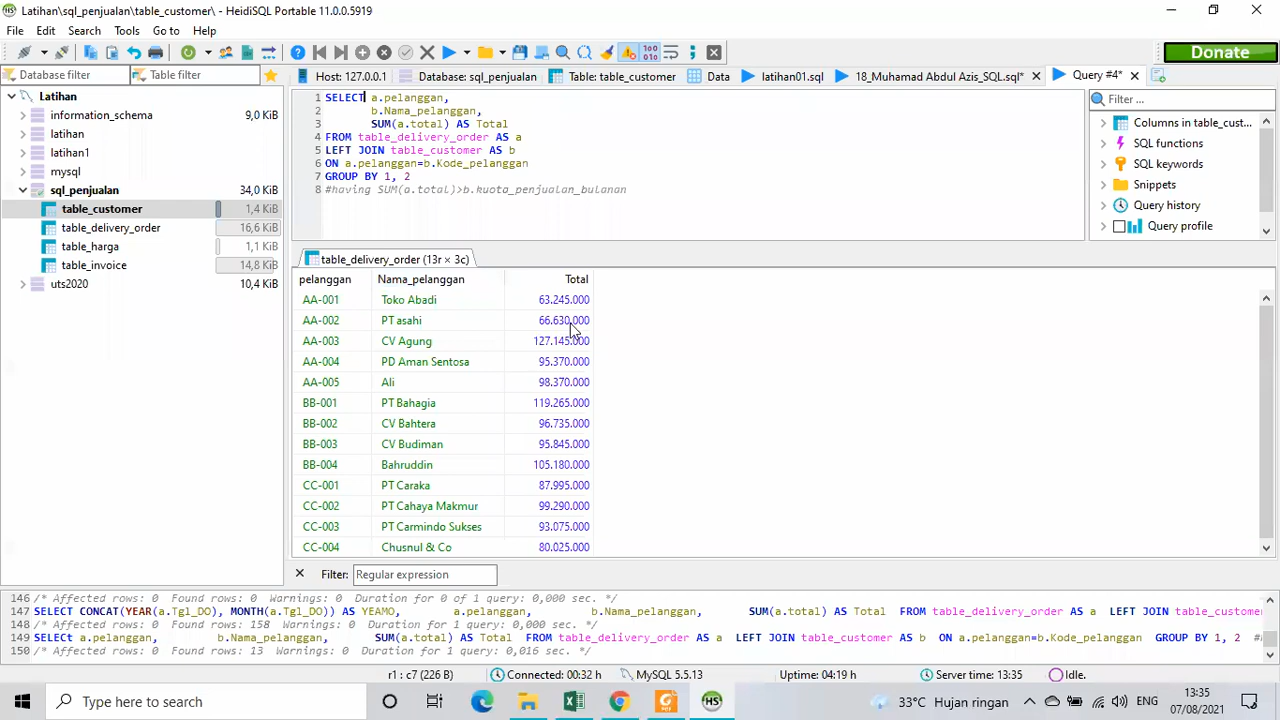 Latihan\sql_penjualan\table_customer\ - HeidiSQL Portable 11.0.0.5919
File Edit Search Tools Go to Help
Donate
Database filter Table filter Host: 127.0.0.1 Database: sql_penjualan Table: table_customer Data latihan01.sql 18_Muhamad Abdul Azis_SQL.sql* Query #4*
Latihan
information_schema 9,0 KiB
latihan
latihan1
mysql
sql_penjualan 34,0 KiB
table_customer 1,4 KiB
table_delivery_order 16,6 KiB
table_harga 1,1 KiB
table_invoice 14,8 KiB
uts2020 10,4 KiB
1 SELECT a.pelanggan,
2 b.Nama_pelanggan,
3 SUM(a.total) AS Total
4 FROM table_delivery_order AS a
5 LEFT JOIN table_customer AS b
6 ON a.pelanggan=b.Kode_pelanggan
7 GROUP BY 1, 2
8 #having SUM(a.total)>b.kuota_penjualan_bulanan
Filter ...
Columns in table_cust...
SQL functions
SQL keywords
Snippets
Query history
Query profile
table_delivery_order (13r × 3c)
pelanggan Nama_pelanggan Total
AA-001 Toko Abadi 63.245.000
AA-002 PT asahi 66.630.000
AA-003 CV Agung 127.145.000
AA-004 PD Aman Sentosa 95.370.000
AA-005 Ali 98.370.000
BB-001 PT Bahagia 119.265.000
BB-002 CV Bahtera 96.735.000
BB-003 CV Budiman 95.845.000
BB-004 Bahruddin 105.180.000
CC-001 PT Caraka 87.995.000
CC-002 PT Cahaya Makmur 99.290.000
CC-003 PT Carmindo Sukses 93.075.000
CC-004 Chusnul & Co 80.025.000
Filter: Regular expression
146 /* Affected rows: 0 Found rows: 0 Warnings: 0 Duration for 0 of 1 query: 0,000 sec. */
147 SELECT CONCAT(YEAR(a.Tgl_DO), MONTH(a.Tgl_DO)) AS YEAMO, a.pelanggan, b.Nama_pelanggan, SUM(a.total) AS Total FROM table_delivery_order AS a LEFT JOIN table_customer
148 /* Affected rows: 0 Found rows: 158 Warnings: 0 Duration for 1 query: 0,000 sec. */
149 SELECT a.pelanggan, b.Nama_pelanggan, SUM(a.total) AS Total FROM table_delivery_order AS a LEFT JOIN table_customer AS b ON a.pelanggan=b.Kode_pelanggan GROUP BY 1, 2
150 /* Affected rows: 0 Found rows: 13 Warnings: 0 Duration for 1 query: 0,016 sec. */
r1 : c7 (226 B) Connected: 00:32 h MySQL 5.5.13 Uptime: 04:19 h Server time: 13:35 Idle.
Type here to search 33°C Hujan ringan ENG 13:35
07/08/2021